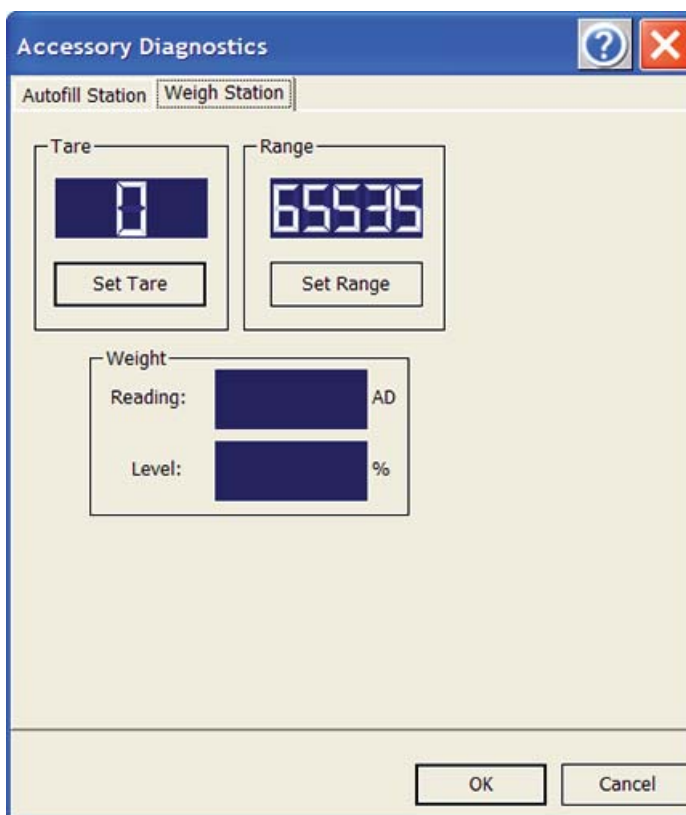 Accessory Diagnostics
Autofill Station Weigh Station
Tare Range
0 65535
Set Tare Set Range
Weight
Reading: AD
Level: %
OK Cancel